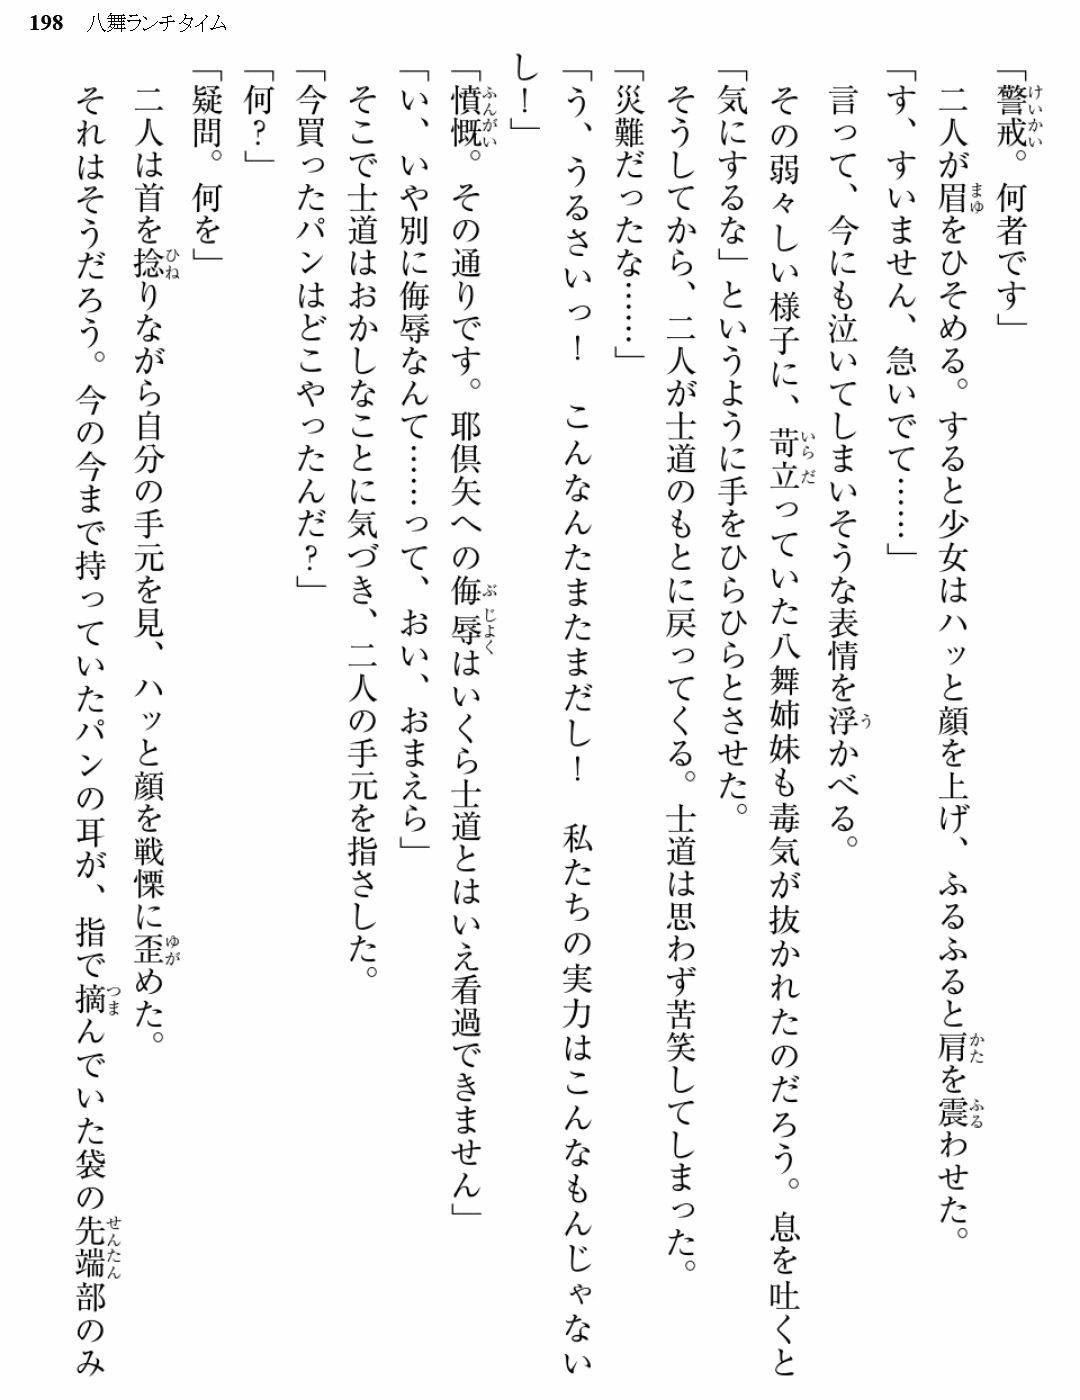 198 八舞ランチタイム
「警戒。何者です」
二人が眉をひそめる。すると少女はハッと顔を上げ、ふるふると肩を震わせた。
「す、すいません、急いでて……」
言って、今にも泣いてしまいそうな表情を浮かべる。
その弱々しい様子に、苛立っていた八舞姉妹も毒気が抜かれたのだろう。息を吐くと
「気にするな」というように手をひらひらとさせた。
そうしてから、二人が士道のもとに戻ってくる。士道は思わず苦笑してしまった。
「災難だったな……」
「う、うるさいっ！　こんなんたまたまだし！　私たちの実力はこんなもんじゃない
し！」
「憤慨。その通りです。耶倶矢への侮辱はいくら士道とはいえ看過できません」
「い、いや別に侮辱なんて……って、おい、おまえら」
そこで士道はおかしなことに気づき、二人の手元を指さした。
「今買ったパンはどこやったんだ？」
「何？」
「疑問。何を」
二人は首を捻りながら自分の手元を見、ハッと顔を戦慄に歪めた。
それはそうだろう。今の今まで持っていたパンの耳が、指で摘んでいた袋の先端部のみ